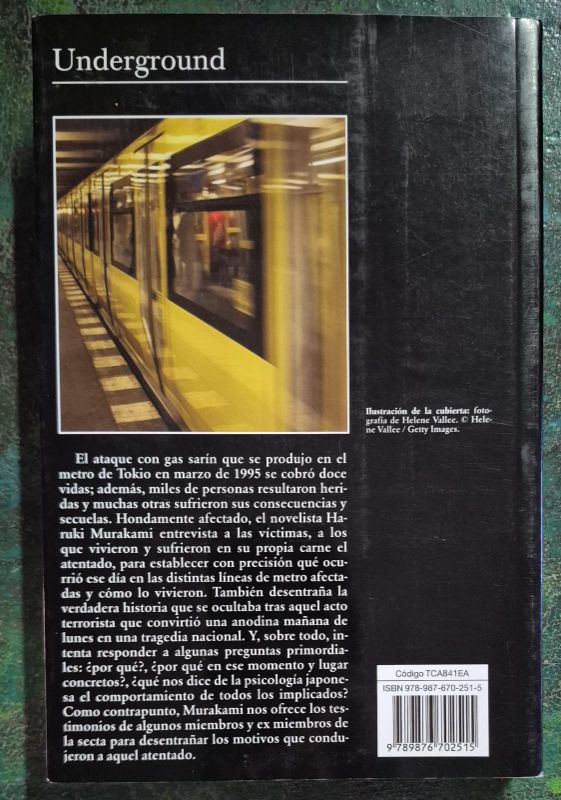 Underground
Ilustración de la cubierta: foto-
grafía de Helene Vallee. © Hele-
ne Vallee / Getty Images.
El ataque con gas sarín que se produjo en el
metro de Tokio en marzo de 1995 se cobró doce
vidas; además, miles de personas resultaron heri-
das y muchas otras sufrieron sus consecuencias y
secuelas. Hondamente afectado, el novelista Ha-
ruki Murakami entrevista a las víctimas, a los
que vivieron y sufrieron en su propia carne el
atentado, para establecer con precisión qué ocu-
rrió ese día en las distintas líneas de metro afecta-
das y cómo lo vivieron. También desentraña la
verdadera historia que se ocultaba tras aquel acto
terrorista que convirtió una anodina mañana de
lunes en una tragedia nacional. Y, sobre todo, in-
tenta responder a algunas preguntas primordia-
les: ¿por qué?, ¿por qué en ese momento y lugar
concretos?, ¿qué nos dice de la psicología japone-
sa el comportamiento de todos los implicados?
Como contrapunto, Murakami nos ofrece los tes-
timonios de algunos miembros y ex miembros de
la secta para desentrañar los motivos que condu-
jeron a aquel atentado.
Código TCA841EA
ISBN 978-987-670-251-5
9 789876 702515